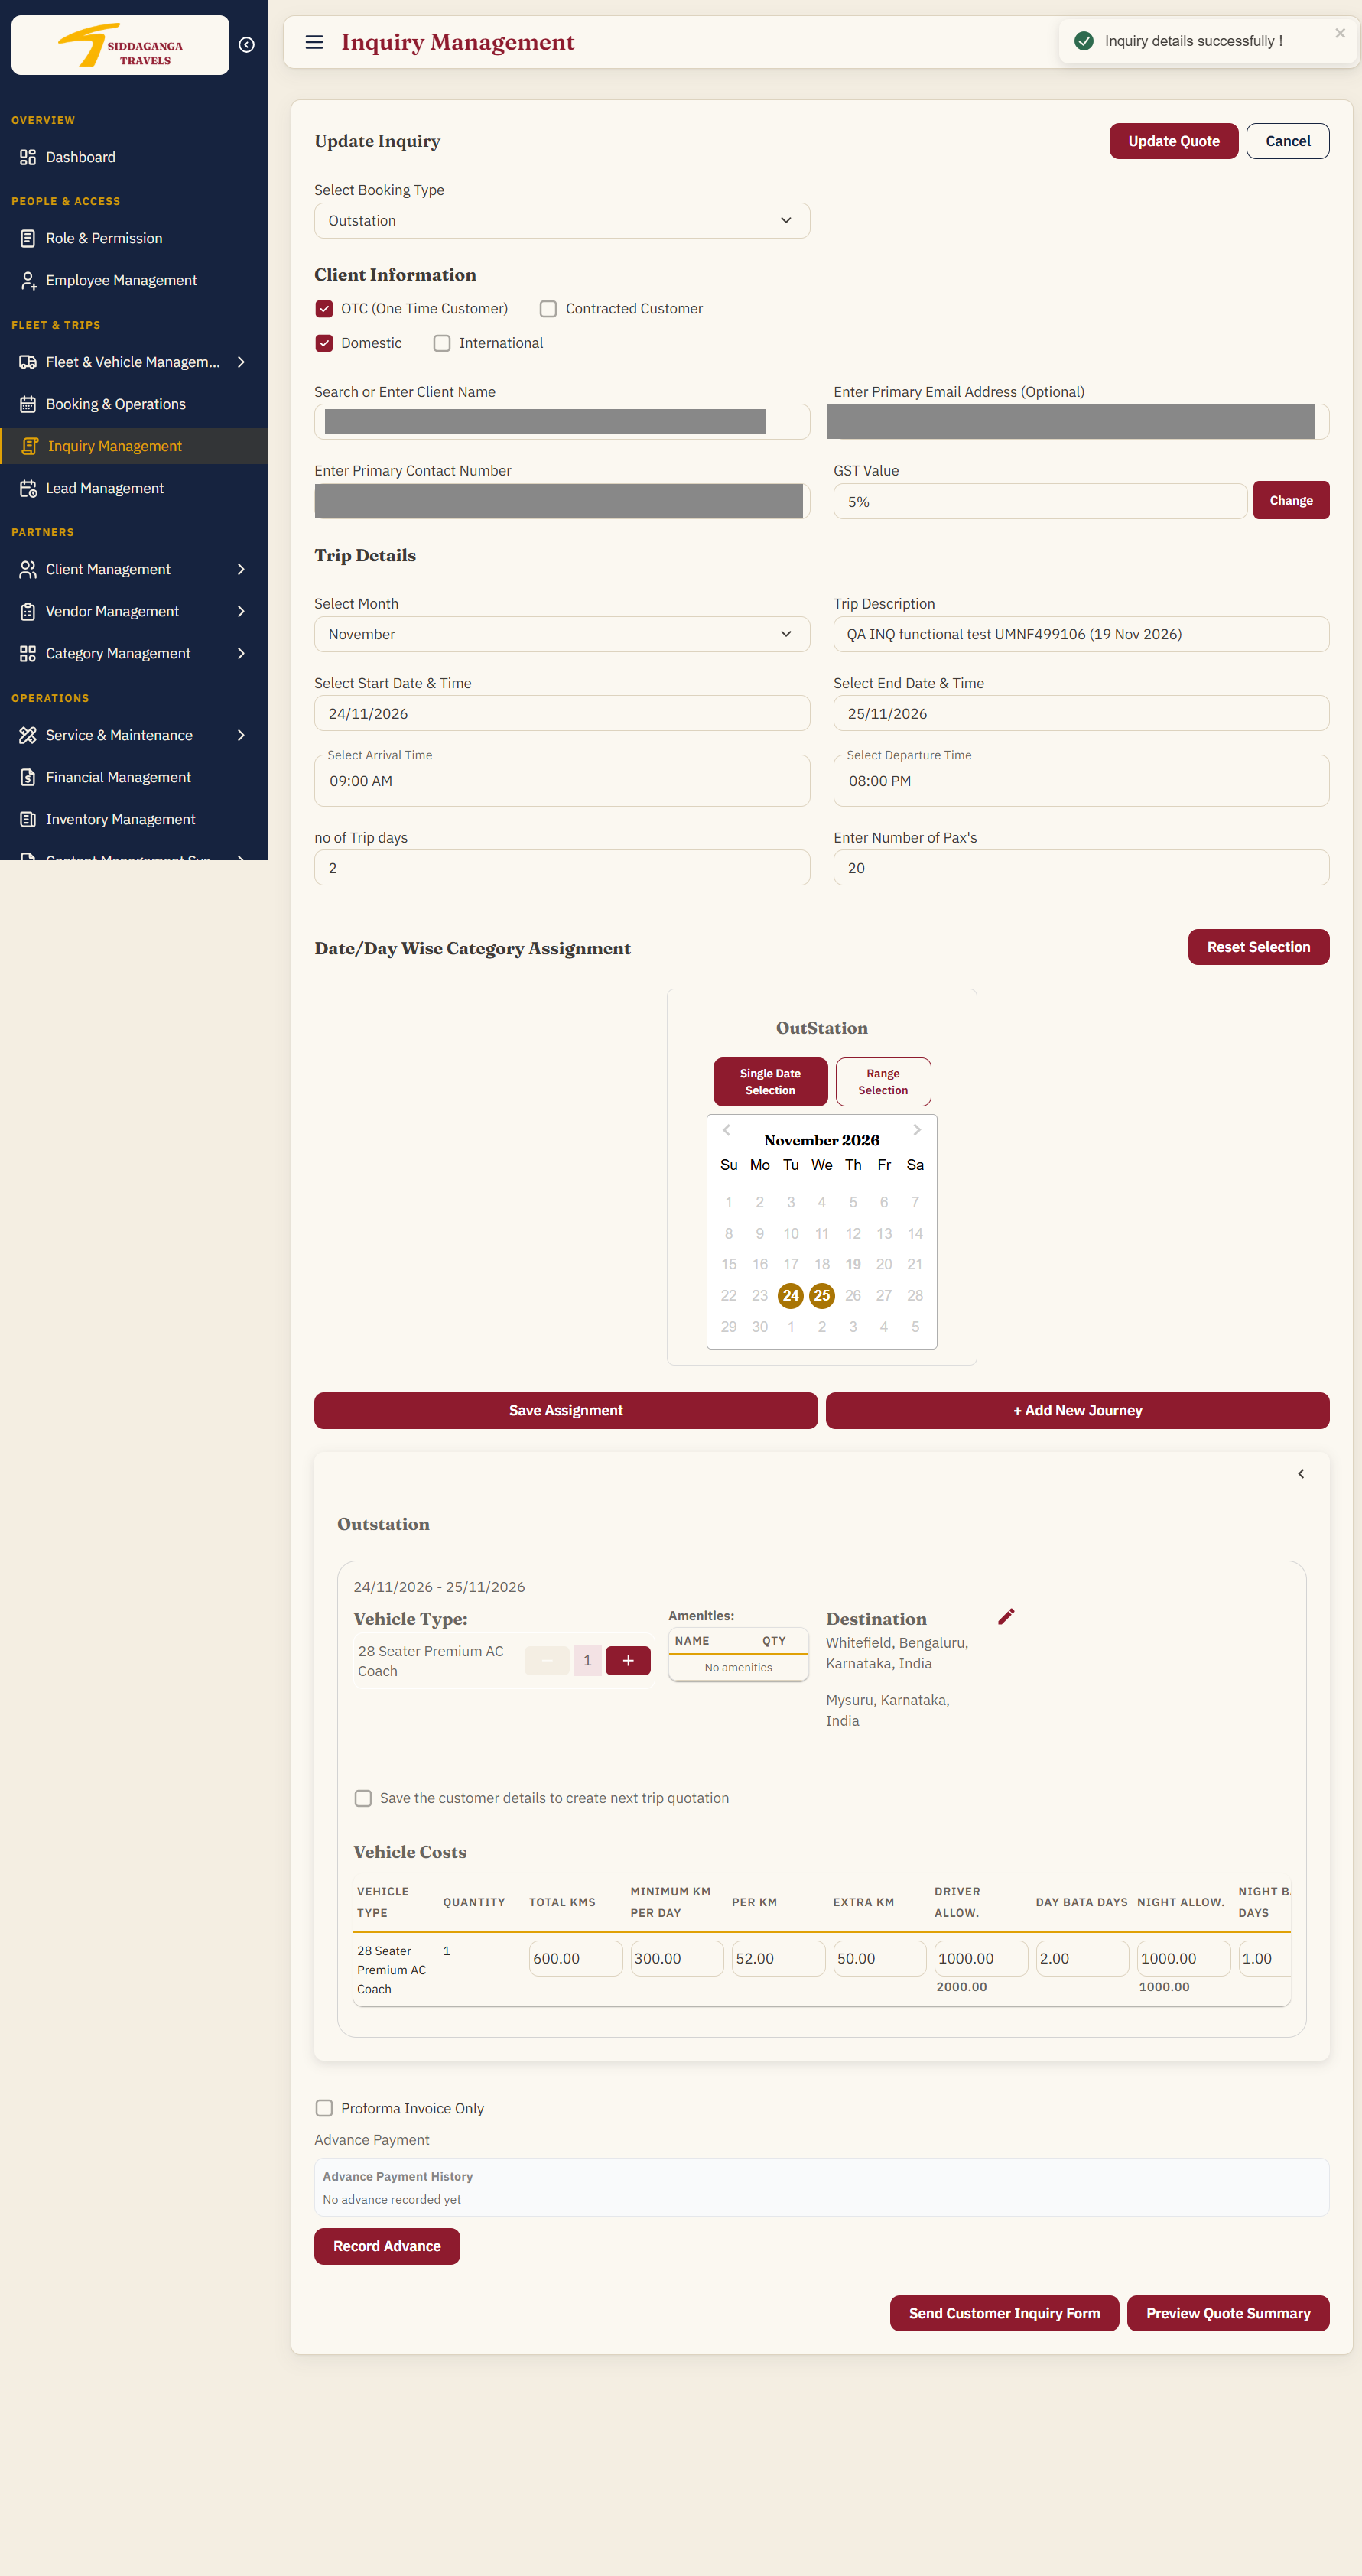 SIDDAGANGA
TRAVELS
OVERVIEW
Dashboard
PEOPLE & ACCESS
Role & Permission
Employee Management
FLEET & TRIPS
Fleet & Vehicle Managem...
Booking & Operations
Inquiry Management
Lead Management
PARTNERS
Client Management
Vendor Management
Category Management
OPERATIONS
Service & Maintenance
Financial Management
Inventory Management
Inquiry Management
Inquiry details successfully !
Update Inquiry
Update Quote
Cancel
Select Booking Type
Outstation
Client Information
OTC (One Time Customer)
Contracted Customer
Domestic
International
Search or Enter Client Name
Enter Primary Email Address (Optional)
Enter Primary Contact Number
GST Value
5%
Change
Trip Details
Select Month
Trip Description
November
QA INQ functional test UMNF499106 (19 Nov 2026)
Select Start Date & Time
Select End Date & Time
24/11/2026
25/11/2026
Select Arrival Time
Select Departure Time
09:00 AM
08:00 PM
no of Trip days
Enter Number of Pax's
2
20
Date/Day Wise Category Assignment
Reset Selection
OutStation
Single Date
Selection
Range
Selection
November 2026
Su Mo Tu We Th Fr Sa
1 2 3 4 5 6 7
8 9 10 11 12 13 14
15 16 17 18 19 20 21
22 23 24 25 26 27 28
29 30 1 2 3 4 5
Save Assignment
+ Add New Journey
Outstation
24/11/2026 - 25/11/2026
Vehicle Type:
28 Seater Premium AC
Coach
− 1 +
Amenities:
NAME QTY
No amenities
Destination
Whitefield, Bengaluru,
Karnataka, India
Mysuru, Karnataka,
India
Save the customer details to create next trip quotation
Vehicle Costs
VEHICLE
TYPE
QUANTITY
TOTAL KMS
MINIMUM KM
PER DAY
PER KM
EXTRA KM
DRIVER
ALLOW.
DAY BATA DAYS
NIGHT ALLOW.
NIGHT B
DAYS
28 Seater
Premium AC
Coach
1
600.00
300.00
52.00
50.00
1000.00
2000.00
2.00
1000.00
1000.00
1.00
Proforma Invoice Only
Advance Payment
Advance Payment History
No advance recorded yet
Record Advance
Send Customer Inquiry Form
Preview Quote Summary